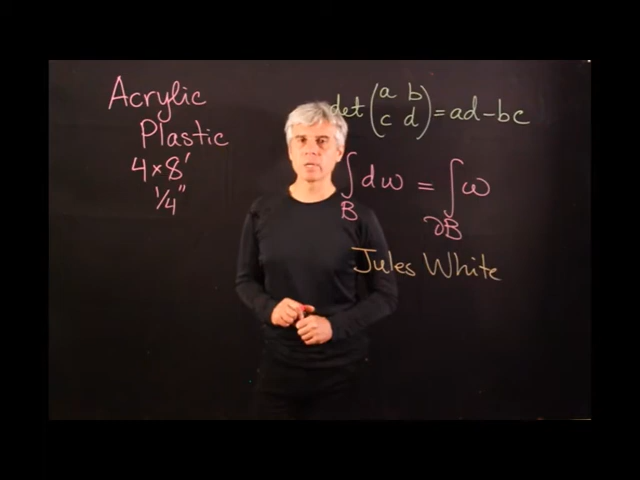 Acrylic
Plastic
4×8'
1/4"
det(a b
c d) = ad-bc
∫_B dω = ∫_∂B ω
Jules White